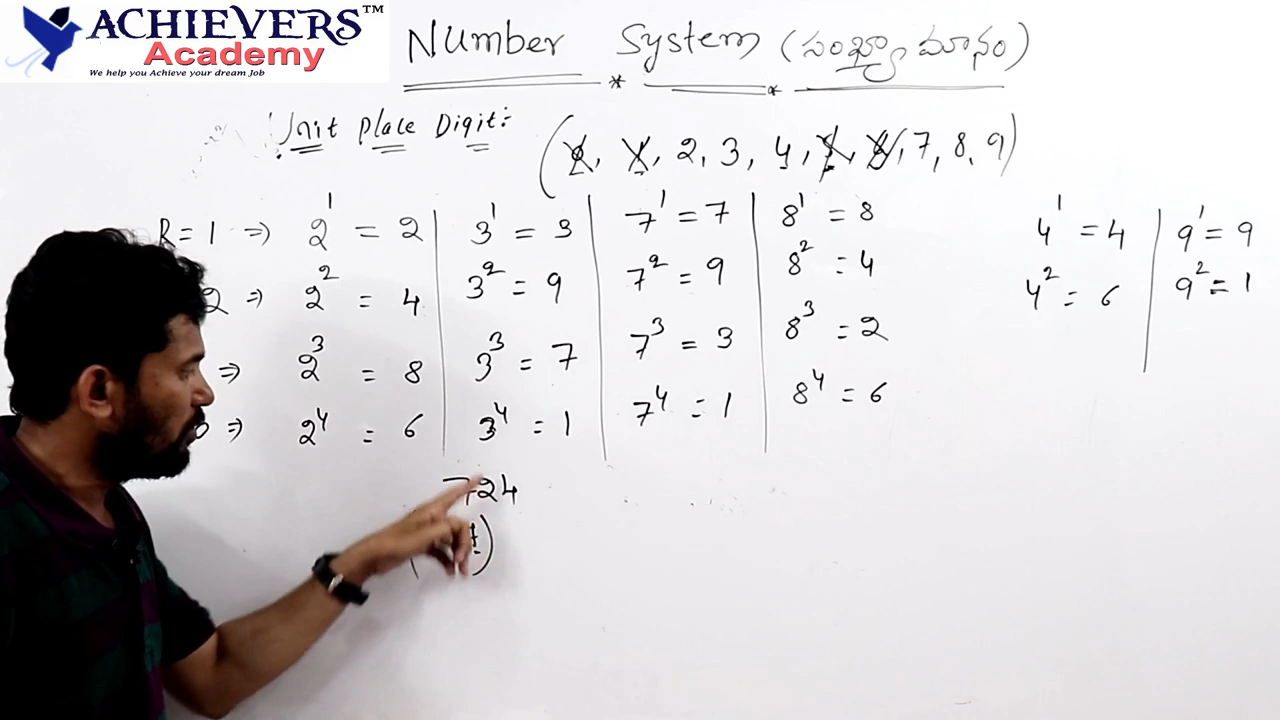 ACHIEVERS™
Academy
We help you Achieve your dream Job
Number System (సంఖ్యా మానం)
Unit Place Digit:-
(0, 1, 2, 3, 4, 5, 6, 7, 8, 9)
R=1 ⇒ 2¹ = 2
2 ⇒ 2² = 4
⇒ 2³ = 8
0 ⇒ 2⁴ = 6
3¹ = 3
3² = 9
3³ = 7
3⁴ = 1
7¹ = 7
7² = 9
7³ = 3
7⁴ = 1
8¹ = 8
8² = 4
8³ = 2
8⁴ = 6
4¹ = 4
4² = 6
9¹ = 9
9² = 1
724